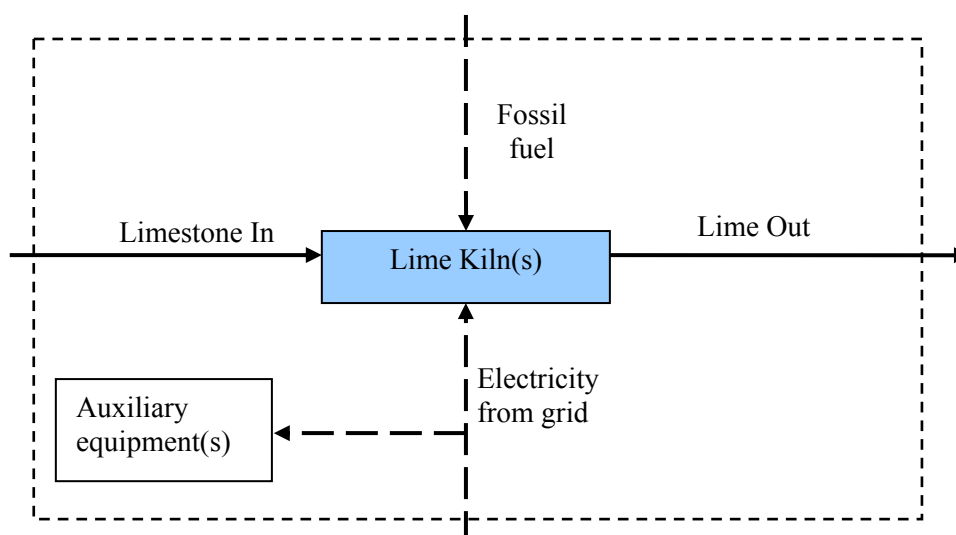 Fossil
fuel
Limestone In
Lime Kiln(s)
Lime Out
Electricity
from grid
Auxiliary
equipment(s)